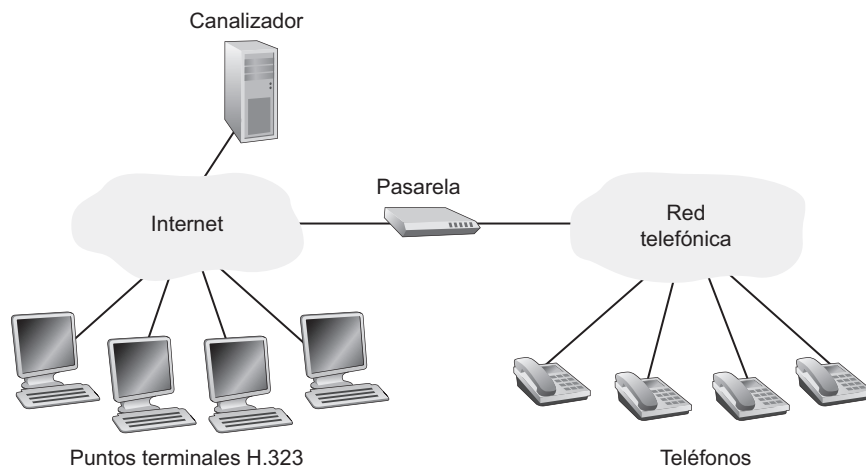 Canalizador
Pasarela
Internet
Red
telefónica
Puntos terminales H.323
Teléfonos